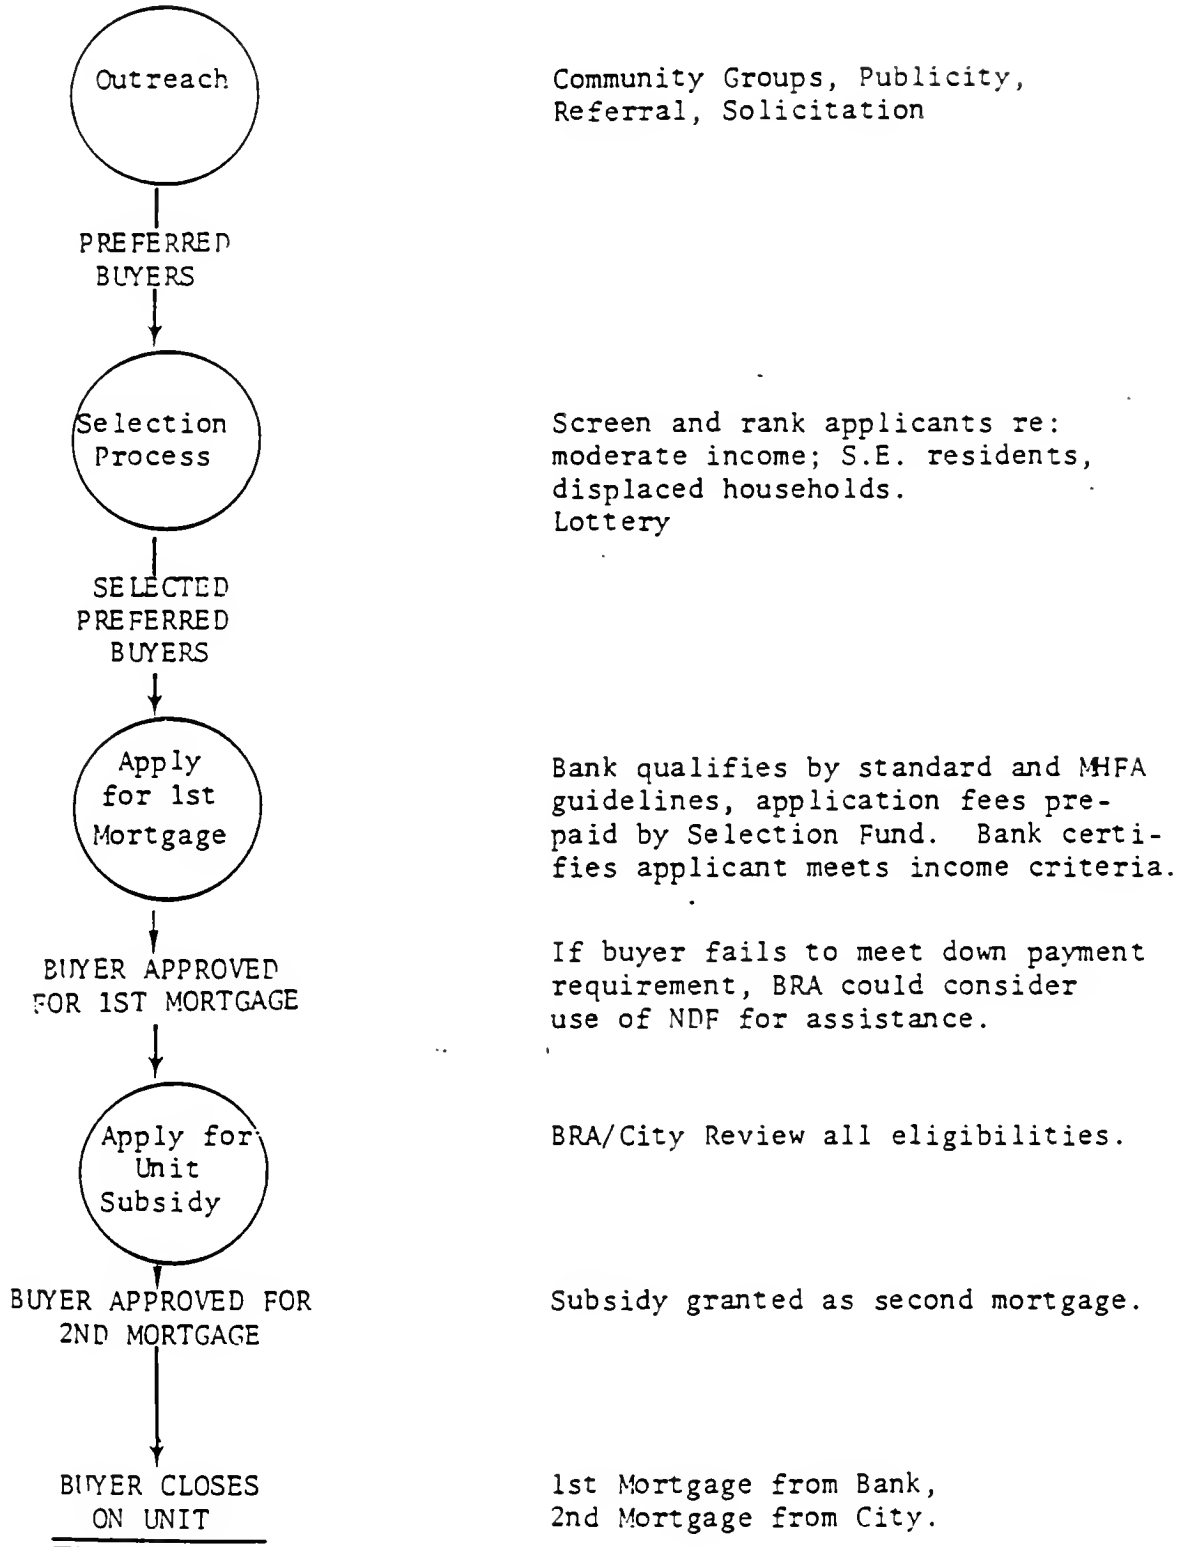 Outreach
Community Groups, Publicity,
Referral, Solicitation
PREFERRED
BUYERS
Selection
Process
Screen and rank applicants re:
moderate income; S.E. residents,
displaced households.
Lottery
SELECTED
PREFERRED
BUYERS
Apply
for 1st
Mortgage
Bank qualifies by standard and MHFA
guidelines, application fees pre-
paid by Selection Fund. Bank certi-
fies applicant meets income criteria.
BUYER APPROVED
FOR 1ST MORTGAGE
If buyer fails to meet down payment
requirement, BRA could consider
use of NDF for assistance.
Apply for
Unit
Subsidy
BRA/City Review all eligibilities.
BUYER APPROVED FOR
2ND MORTGAGE
Subsidy granted as second mortgage.
BUYER CLOSES
ON UNIT
1st Mortgage from Bank,
2nd Mortgage from City.